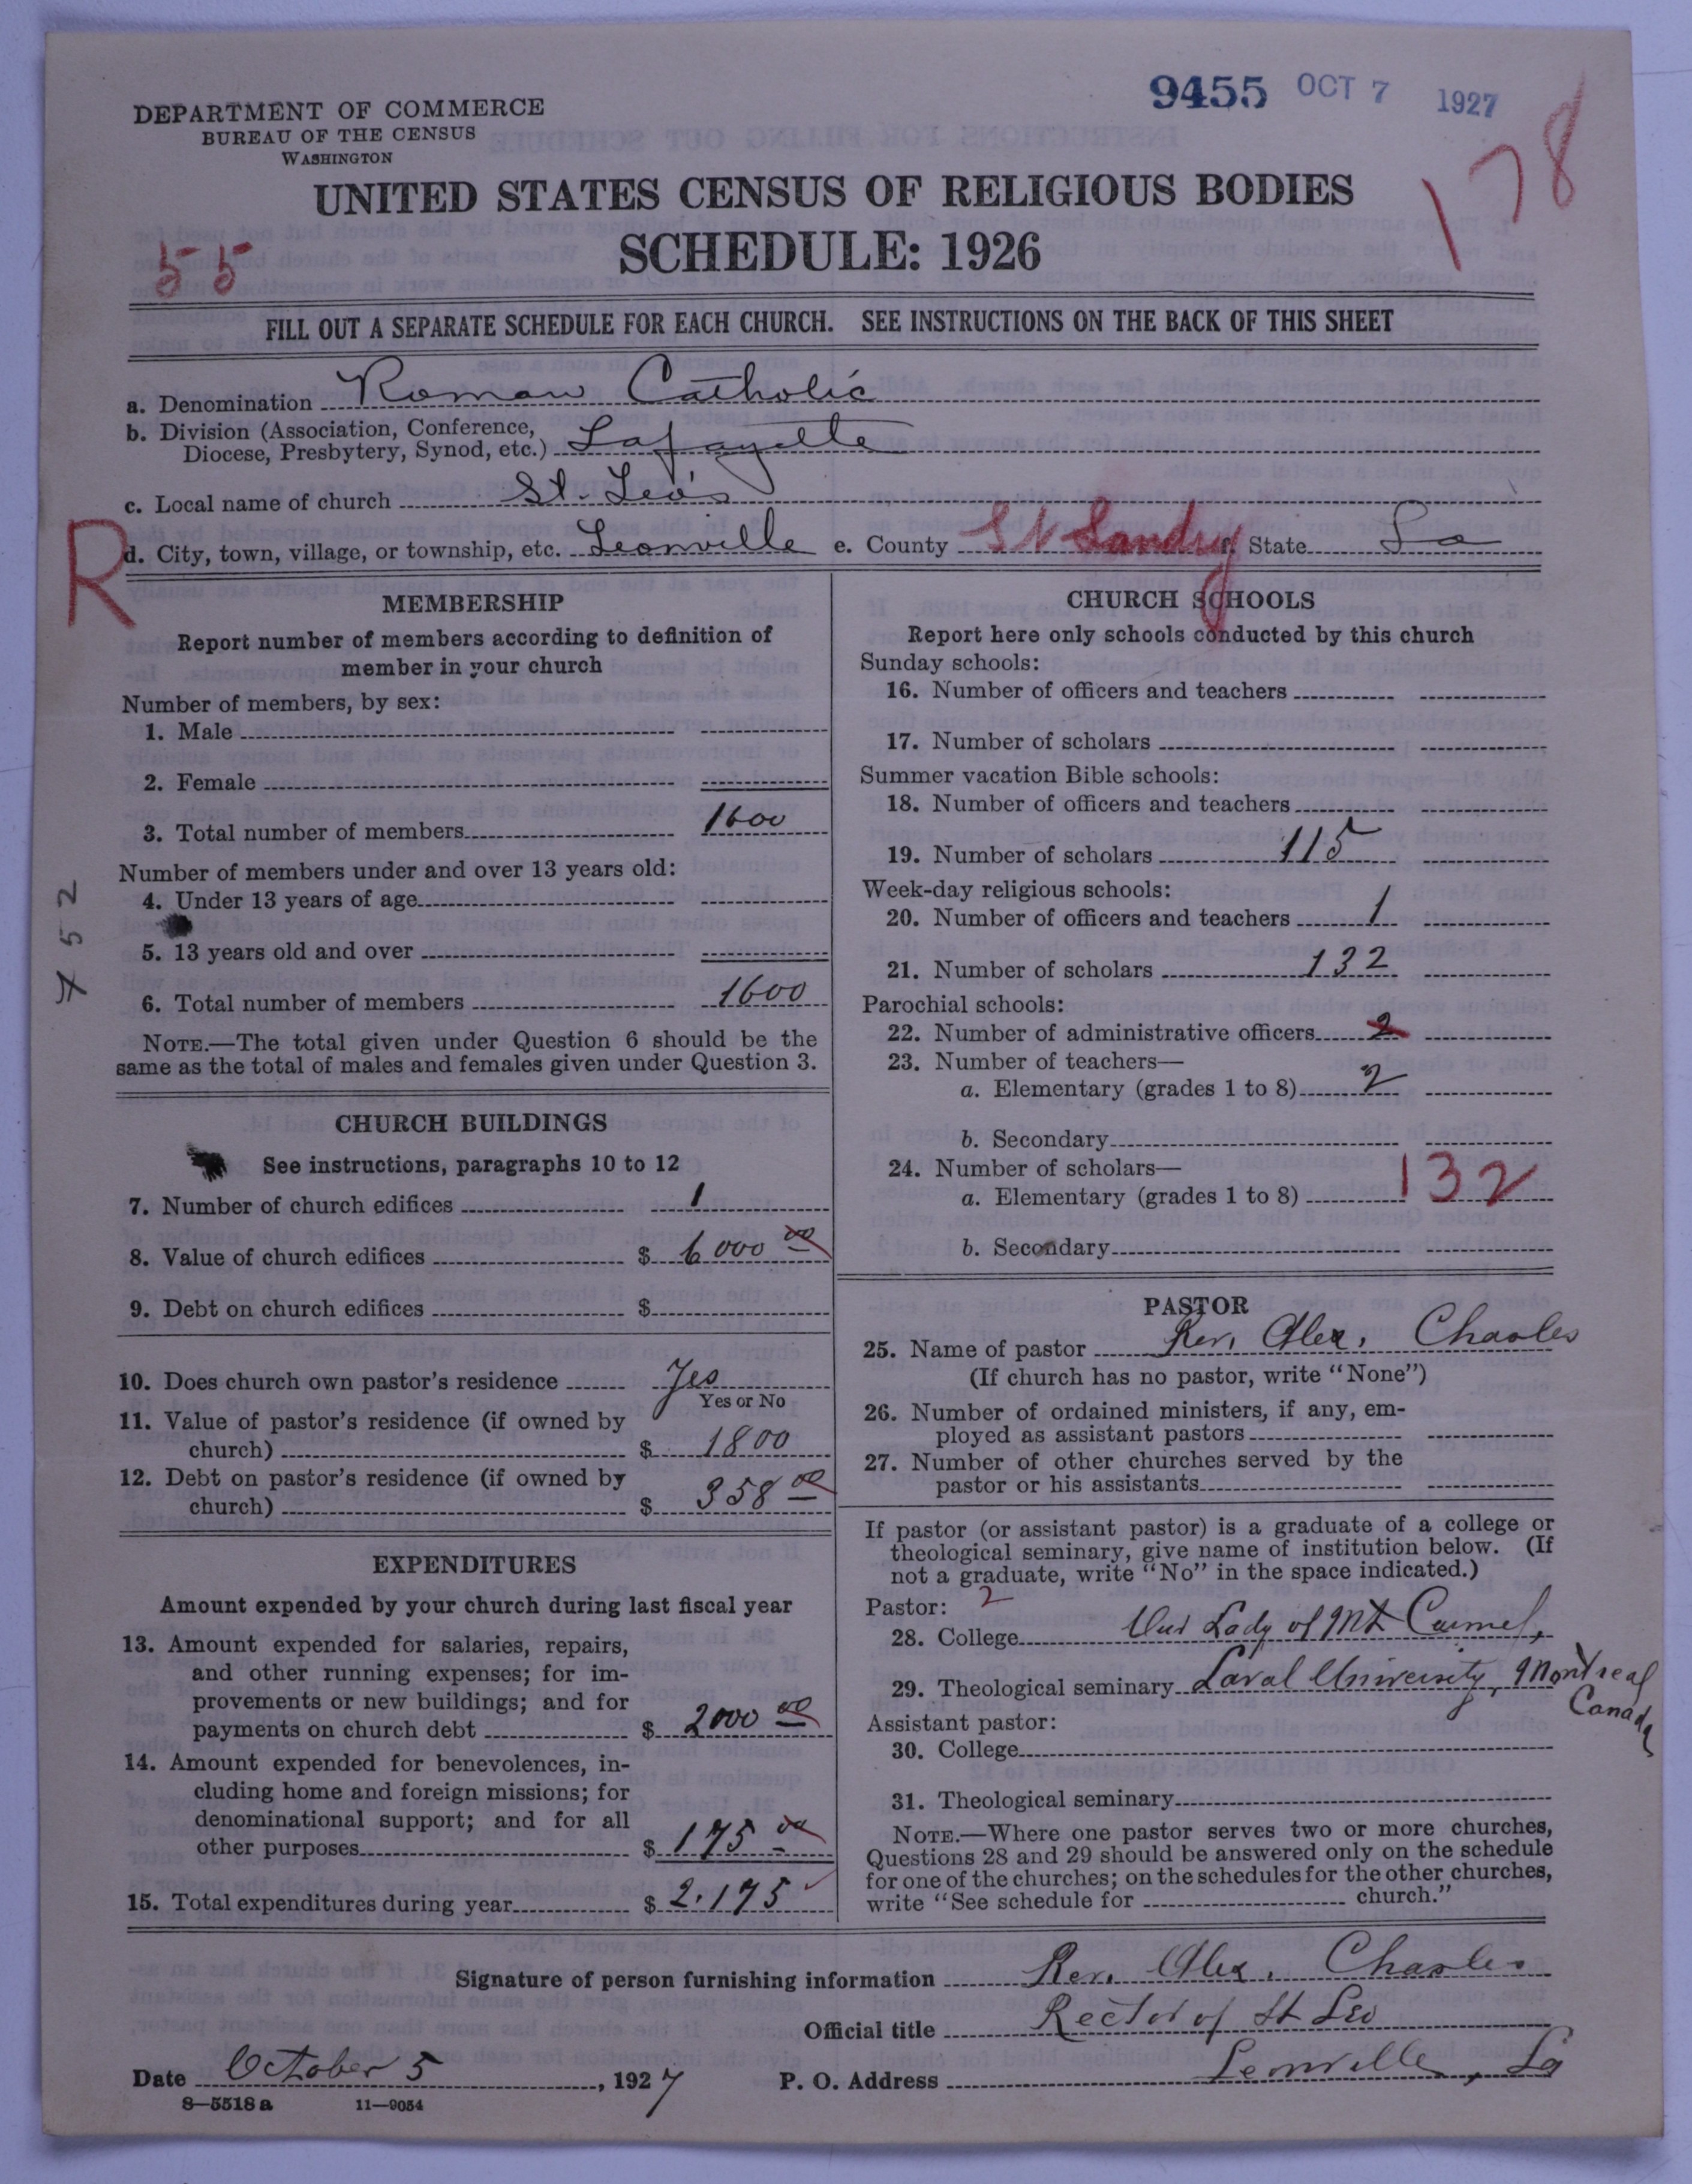 9455 OCT 7 1927
DEPARTMENT OF COMMERCE
BUREAU OF THE CENSUS
WASHINGTON
178
UNITED STATES CENSUS OF RELIGIOUS BODIES
SCHEDULE: 1926
55
FILL OUT A SEPARATE SCHEDULE FOR EACH CHURCH. SEE INSTRUCTIONS ON THE BACK OF THIS SHEET
a. Denomination Roman Catholic
b. Division (Association, Conference,
Diocese, Presbytery, Synod, etc.) Lafayette
c. Local name of church St. Leo's
R
d. City, town, village, or township, etc. Leonville e. County St Landry f. State La
MEMBERSHIP
Report number of members according to definition of
member in your church
Number of members, by sex:
1. Male
2. Female
3. Total number of members 1600
Number of members under and over 13 years old:
4. Under 13 years of age
5. 13 years old and over
6. Total number of members 1600
NOTE.—The total given under Question 6 should be the
same as the total of males and females given under Question 3.
752
CHURCH BUILDINGS
See instructions, paragraphs 10 to 12
7. Number of church edifices 1
8. Value of church edifices $ 6000 00
9. Debt on church edifices $
10. Does church own pastor's residence Yes
Yes or No
11. Value of pastor's residence (if owned by
church) $ 1800
12. Debt on pastor's residence (if owned by
church) $ 358 00
EXPENDITURES
Amount expended by your church during last fiscal year
13. Amount expended for salaries, repairs,
and other running expenses; for im-
provements or new buildings; and for
payments on church debt $ 2000 00
14. Amount expended for benevolences, in-
cluding home and foreign missions; for
denominational support; and for all
other purposes $ 175 00
15. Total expenditures during year $ 2.175
CHURCH SCHOOLS
Report here only schools conducted by this church
Sunday schools:
16. Number of officers and teachers
17. Number of scholars
Summer vacation Bible schools:
18. Number of officers and teachers
19. Number of scholars 115
Week-day religious schools:
20. Number of officers and teachers 1
21. Number of scholars 132
Parochial schools:
22. Number of administrative officers 2
23. Number of teachers—
a. Elementary (grades 1 to 8) 2
b. Secondary
24. Number of scholars—
a. Elementary (grades 1 to 8) 132
b. Secondary
PASTOR
25. Name of pastor Rev. Alex. Charles
(If church has no pastor, write "None")
26. Number of ordained ministers, if any, em-
ployed as assistant pastors
27. Number of other churches served by the
pastor or his assistants
If pastor (or assistant pastor) is a graduate of a college or
theological seminary, give name of institution below. (If
not a graduate, write "No" in the space indicated.)
Pastor: 2
28. College Our Lady of Mt Carmel,
29. Theological seminary Laval University, Montreal
Canada
Assistant pastor:
30. College
31. Theological seminary
NOTE.—Where one pastor serves two or more churches,
Questions 28 and 29 should be answered only on the schedule
for one of the churches; on the schedules for the other churches,
write "See schedule for church."
Signature of person furnishing information Rev. Alex. Charles
Official title Rector of St Leo
Date October 5, 1927 P. O. Address Leonville, La
8—5518a 11—9054